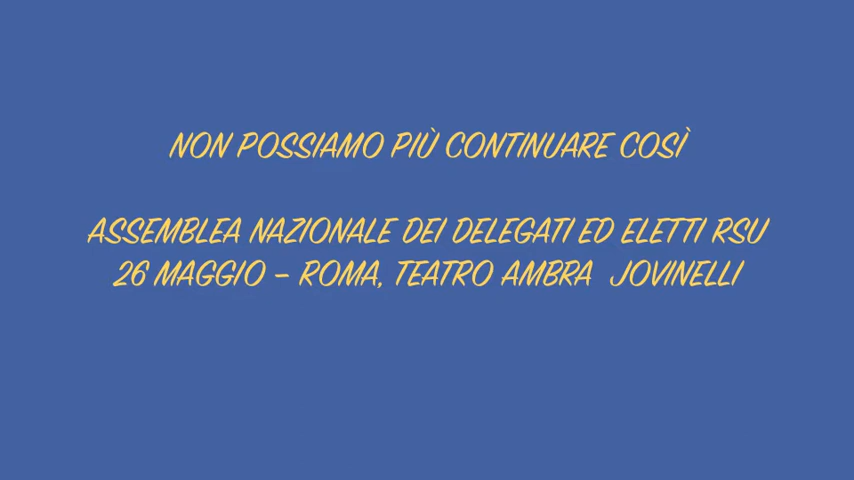 NON POSSIAMO PIÙ CONTINUARE COSÌ
ASSEMBLEA NAZIONALE DEI DELEGATI ED ELETTI RSU
26 MAGGIO – ROMA, TEATRO AMBRA JOVINELLI